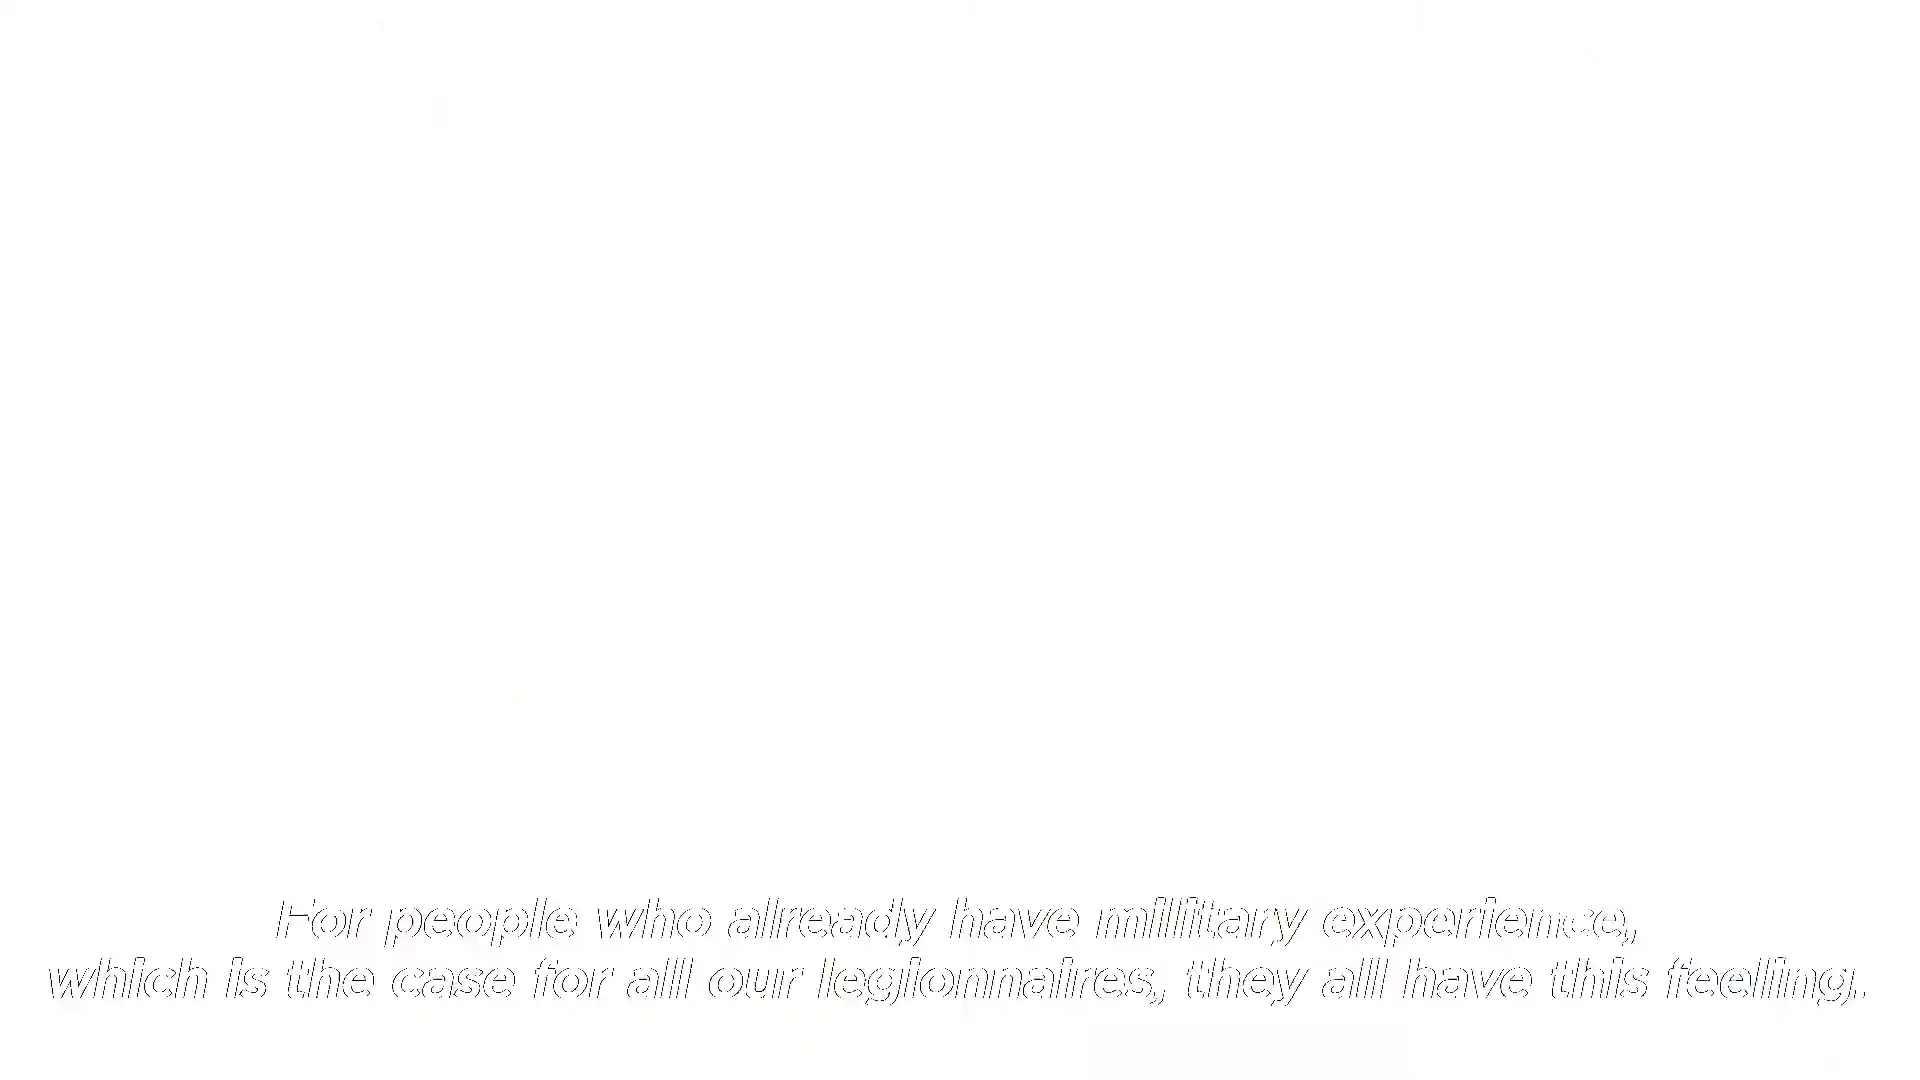 For people who already have military experience,
which is the case for all our legionnaires, they all have this feeling.